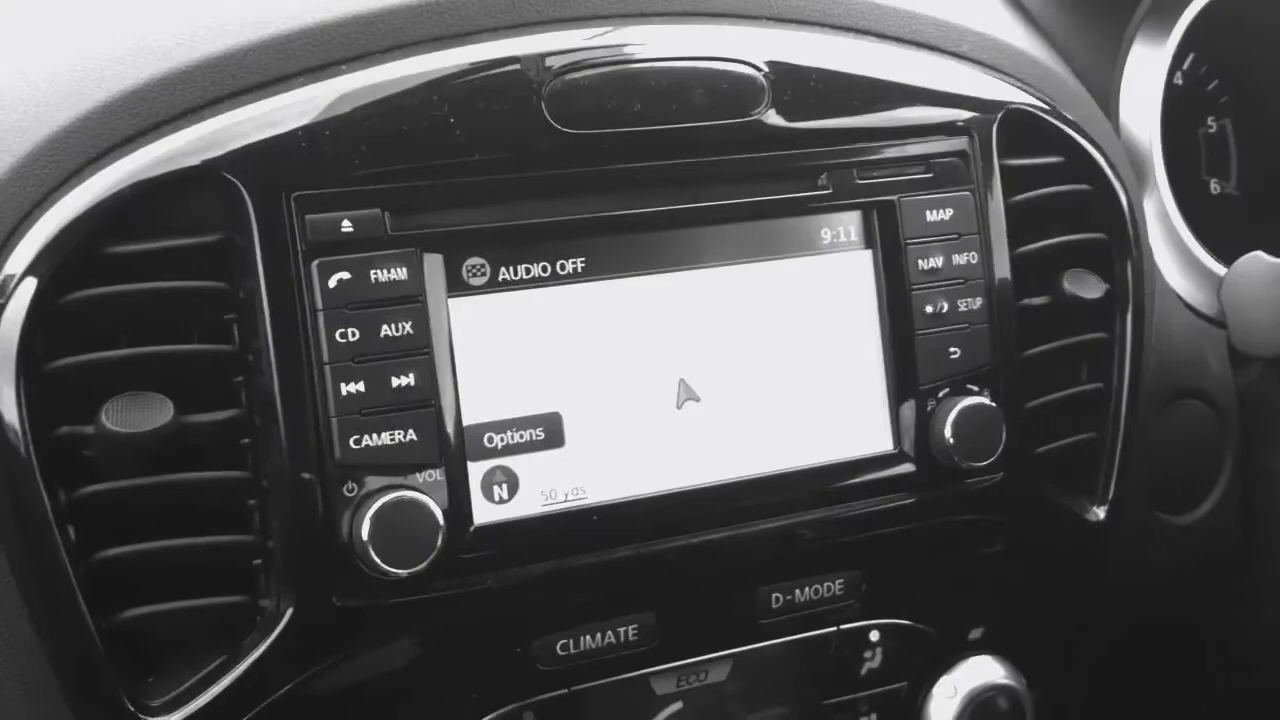 4
5
6
MAP
9:11
AUDIO OFF
NAV INFO
FM·AM
SETUP
CD AUX
CAMERA
Options
VOL
N
50 yds
D-MODE
CLIMATE
ECO